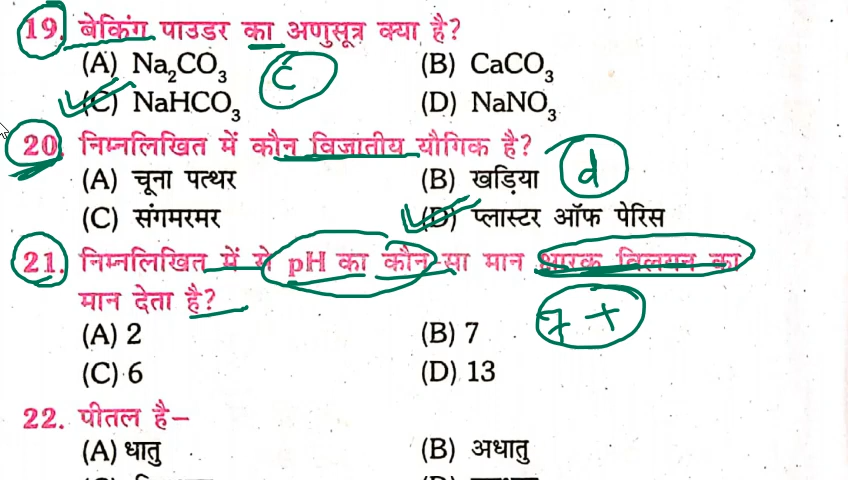 19. बेकिंग पाउडर का अणुसूत्र क्या है?
(A) Na₂CO₃ (B) CaCO₃
C
(C) NaHCO₃ (D) NaNO₃
20. निम्नलिखित में कौन विजातीय यौगिक है?
(A) चूना पत्थर (B) खड़िया
d
(C) संगमरमर (D) प्लास्टर ऑफ पेरिस
21. निम्नलिखित में से pH का कौन सा मान क्षारक विलयन का
मान देता है?
7 +
(A) 2 (B) 7
(C) 6 (D) 13
22. पीतल है–
(A) धातु (B) अधातु